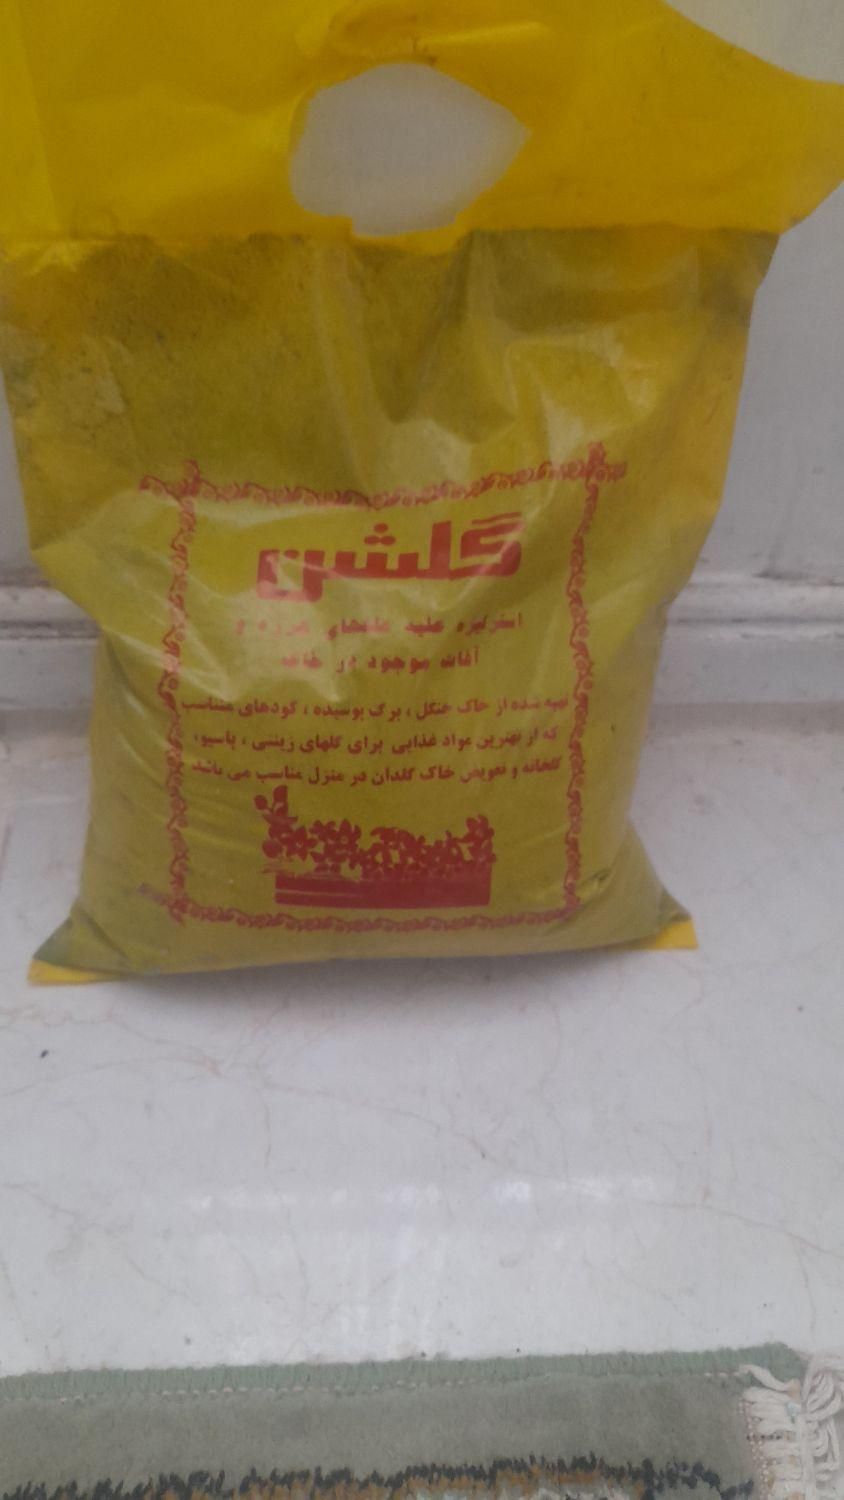 گلشن
استرلیزه علیه علفهای هرزه و
آفات موجود در خاک
تهیه شده از خاک جنگل ، برگ پوسیده ، کودهای متناسب
که از بهترین مواد غذایی برای گلهای زینتی ، پاسیو،
گلخانه و تعویض خاک گلدان در منزل مناسب می باشد.